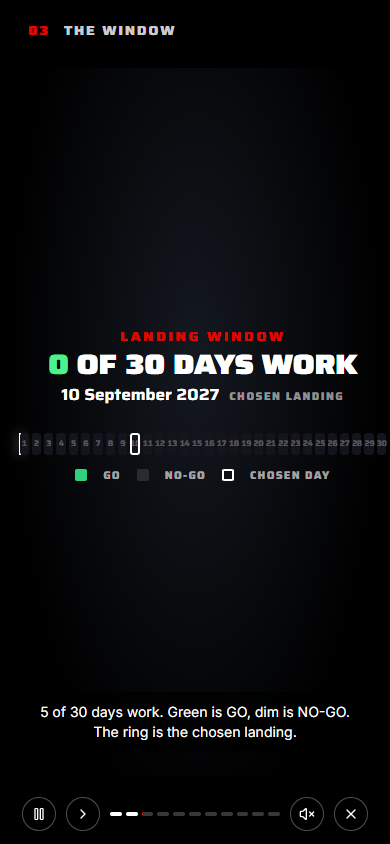 03 THE WINDOW
LANDING WINDOW
0 OF 30 DAYS WORK
10 September 2027 CHOSEN LANDING
1 2 3 4 5 6 7 8 9 11 12 13 14 15 16 17 18 19 20 21 22 23 24 25 26 27 28 29 30
GO NO-GO CHOSEN DAY
5 of 30 days work. Green is GO, dim is NO-GO.
The ring is the chosen landing.